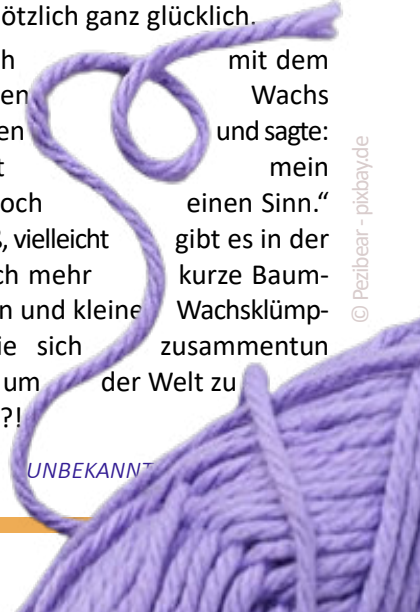 ötzlich ganz glücklich.
h mit dem
en Wachs
en und sagte:
t mein
och einen Sinn.“
, vielleicht gibt es in der
ch mehr kurze Baum-
n und kleine Wachsklümp-
ie sich zusammentun
um der Welt zu
?!
UNBEKANNT
© Pezibear - pixbay.de